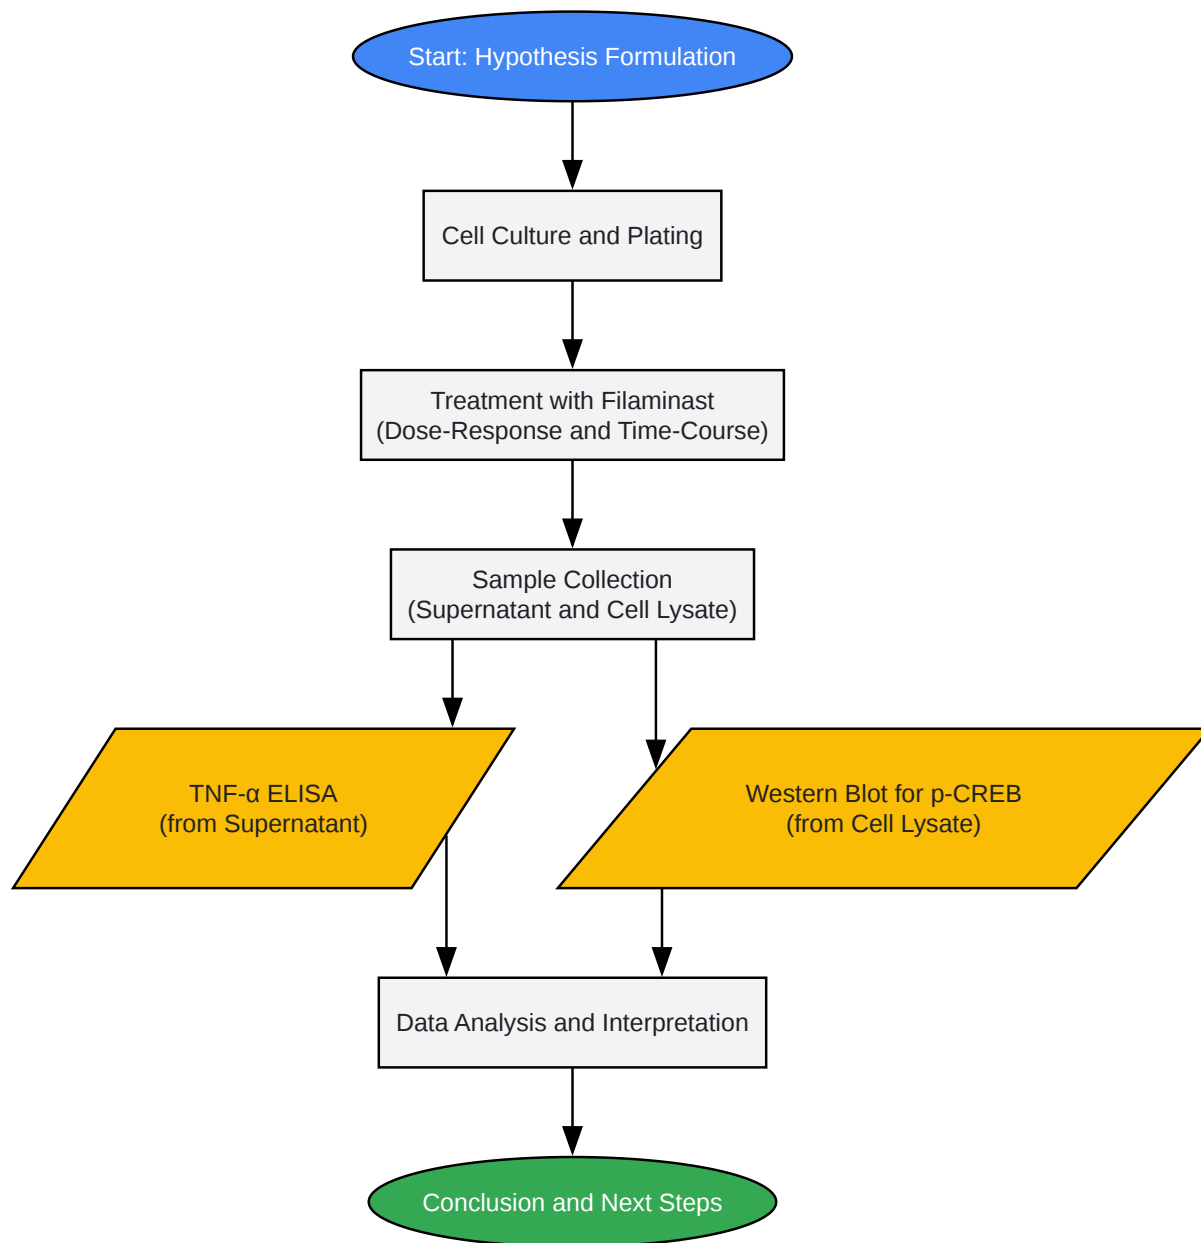 Start: Hypothesis Formulation
Cell Culture and Plating
Treatment with Filaminast
(Dose-Response and Time-Course)
Sample Collection
(Supernatant and Cell Lysate)
TNF-α ELISA
(from Supernatant)
Western Blot for p-CREB
(from Cell Lysate)
Data Analysis and Interpretation
Conclusion and Next Steps